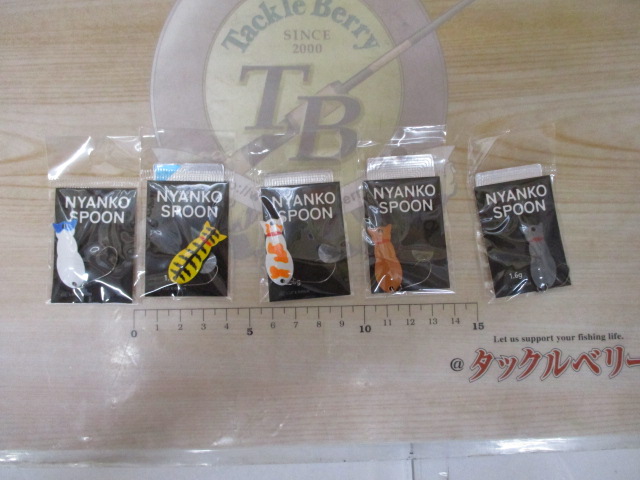 Tackle Berry
SINCE
2000
TB
NYANKO
SPOON
NYANKO
SPOON
NYANKO
SPOON
NYANKO
SPOON
NYANKO
SPOON
1.6g
0 1 2 3 4 5 6 7 8 9 10 11 12 13 14 15
Let us support your fishing life.
@タックルベリー